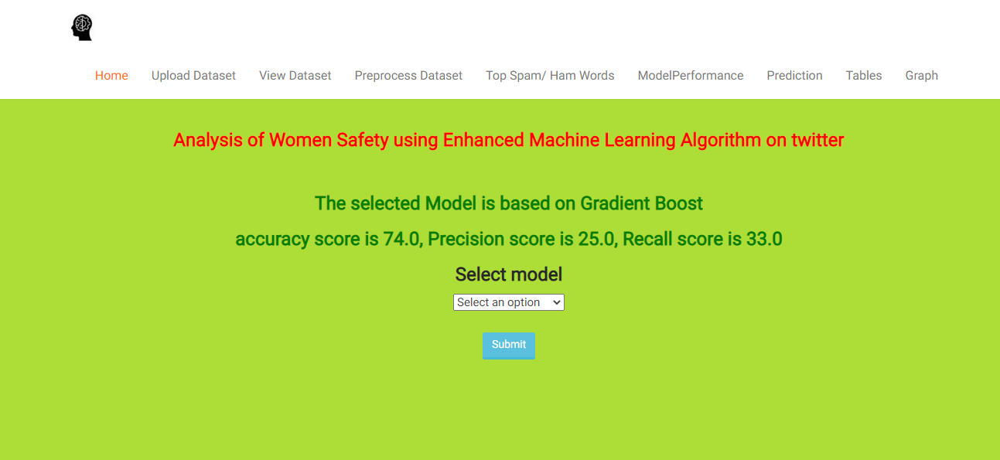 Home Upload Dataset View Dataset Preprocess Dataset Top Spam/ Ham Words ModelPerformance Prediction Tables Graph
Analysis of Women Safety using Enhanced Machine Learning Algorithm on twitter
The selected Model is based on Gradient Boost
accuracy score is 74.0, Precision score is 25.0, Recall score is 33.0
Select model
Select an option
Submit